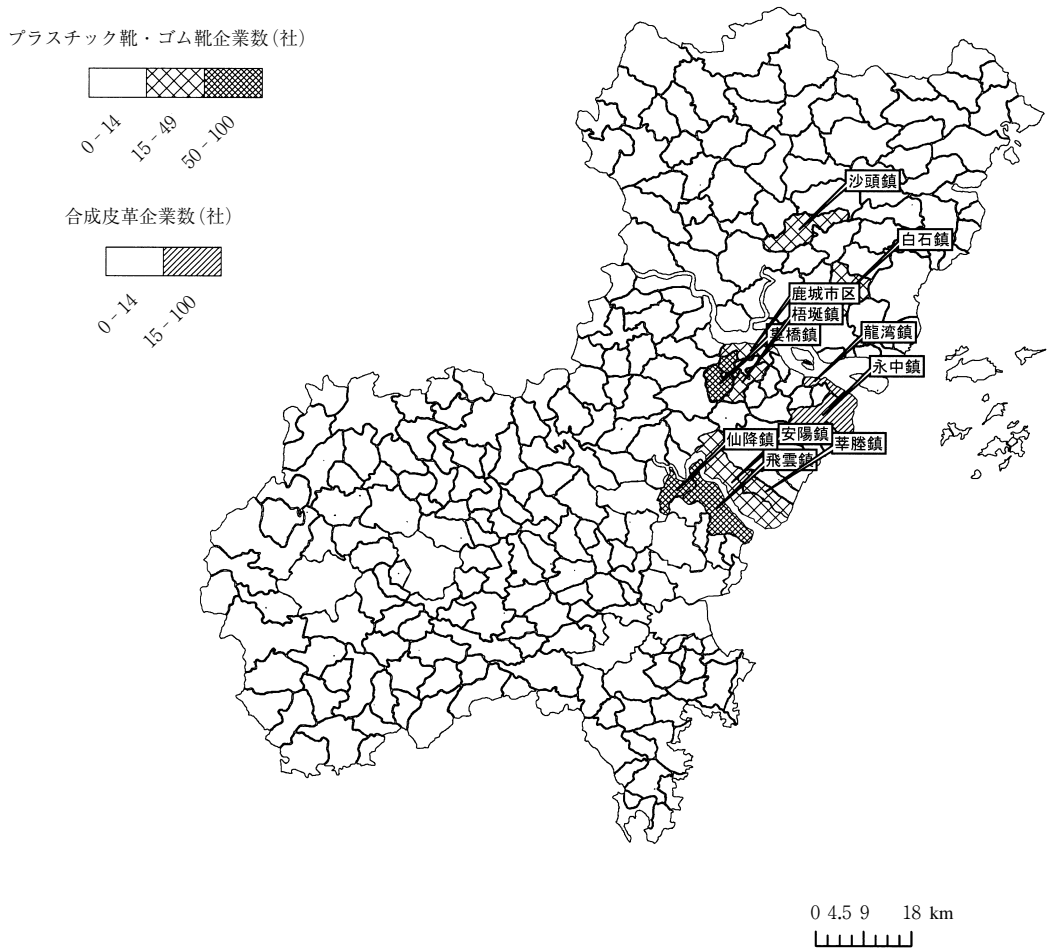 プラスチック靴・ゴム靴企業数(社)
0-14
15-49
50-100
合成皮革企業数(社)
0-14
15-100
沙頭鎮
白石鎮
鹿城市区
梧埏鎮
婁橋鎮
龍湾鎮
永中鎮
仙降鎮
安陽鎮
莘塍鎮
飛雲鎮
0 4.5 9 18 km